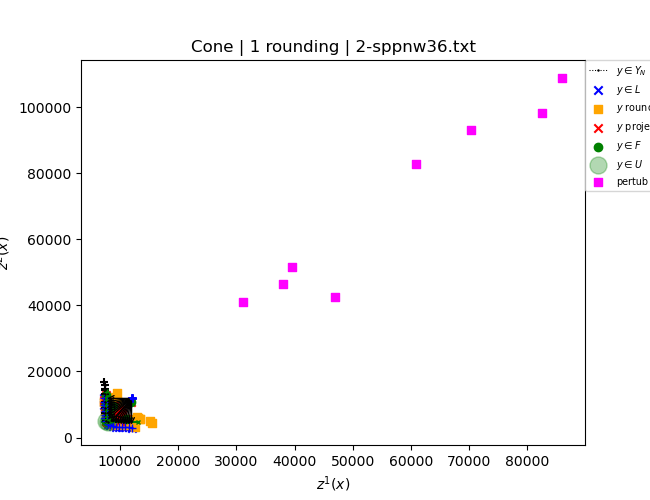 Cone | 1 rounding | 2-sppnw36.txt
100000
80000
60000
40000
20000
0
10000 20000 30000 40000 50000 60000 70000 80000
z¹(x)
z²(x)
y ∈ Y_N
y ∈ L
y roun
y proje
y ∈ F
y ∈ U
pertub